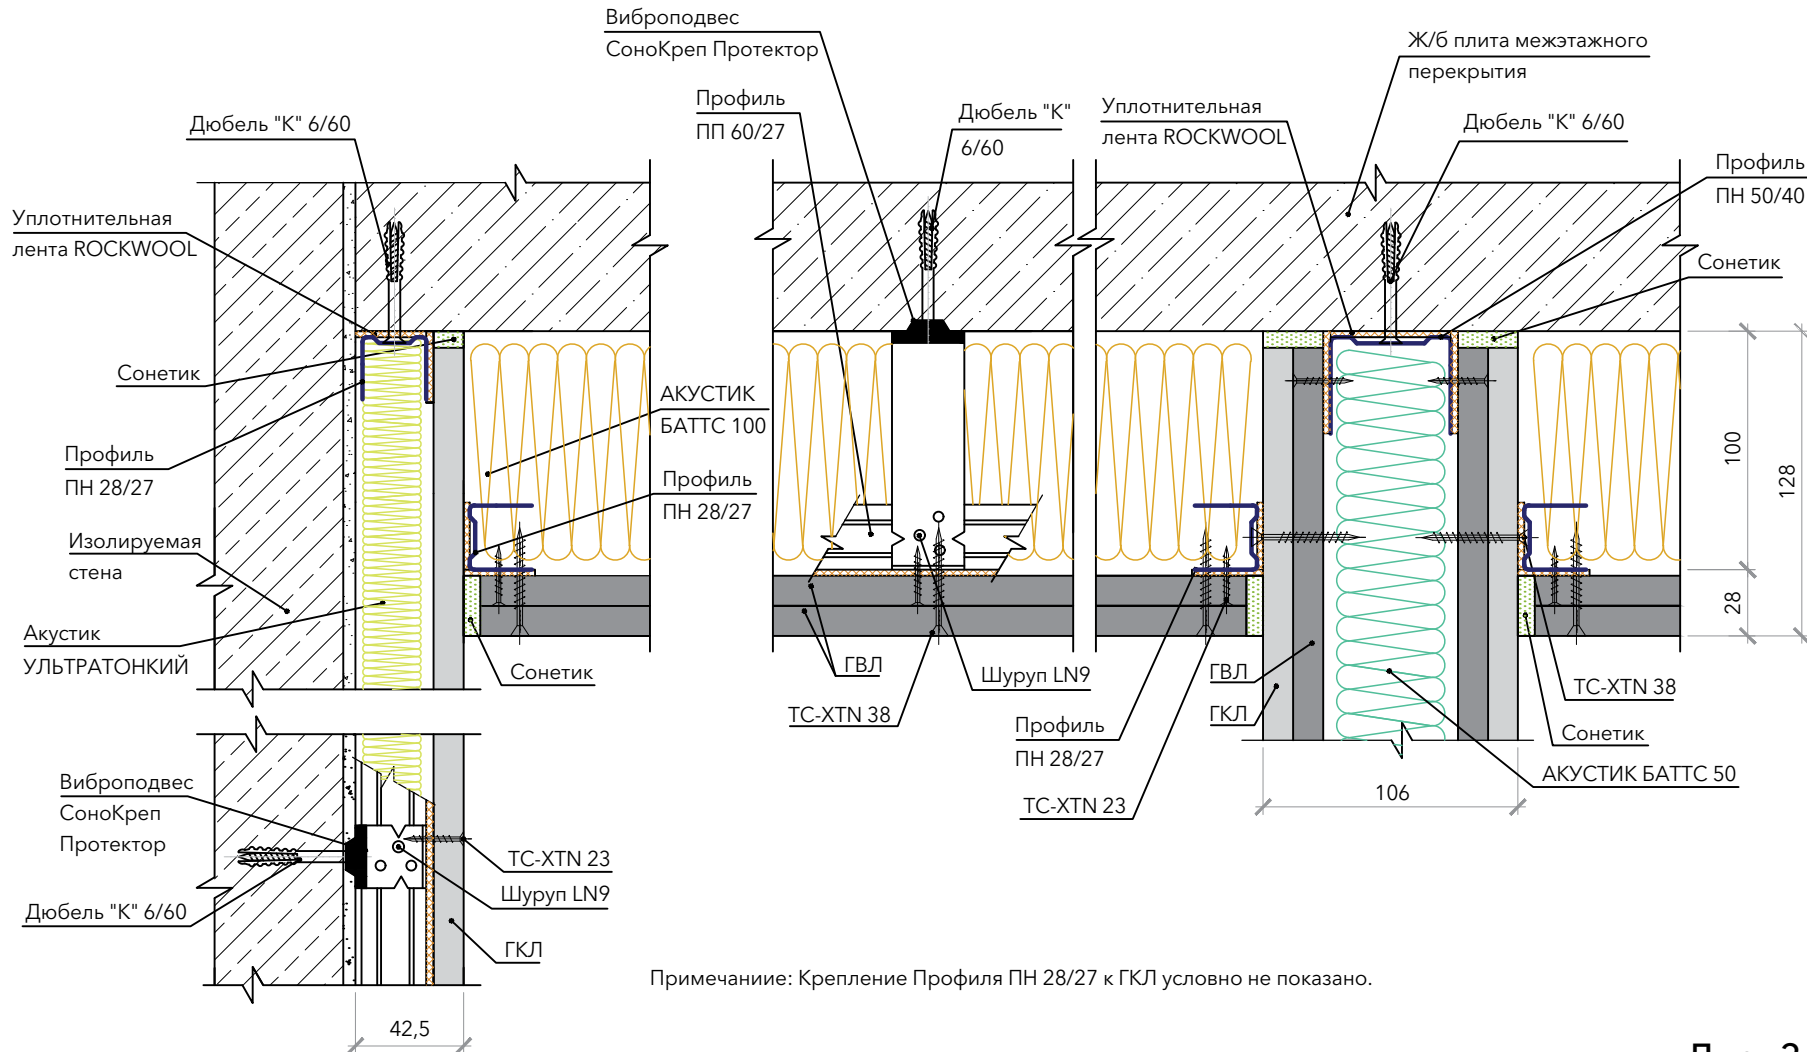 Виброподвес
СоноКреп Протектор
Ж/б плита межэтажного
перекрытия
Профиль
ПП 60/27
Дюбель "К"
6/60
Уплотнительная
лента ROCKWOOL
Дюбель "К" 6/60
Дюбель "К" 6/60
Профиль
ПН 50/40
Уплотнительная
лента ROCKWOOL
Сонетик
Сонетик
АКУСТИК
БАТТС 100
Профиль
ПН 28/27
Профиль
ПН 28/27
100
128
28
Изолируемая
стена
Акустик
УЛЬТРАТОНКИЙ
Сонетик
ГВЛ
Шуруп LN9
ТС-XTN 38
ГВЛ
ГКЛ
ТС-XTN 38
Профиль
ПН 28/27
Сонетик
АКУСТИК БАТТС 50
ТС-XTN 23
106
Виброподвес
СоноКреп
Протектор
ТС-XTN 23
Шуруп LN9
Дюбель "К" 6/60
ГКЛ
Примечаниие: Крепление Профиля ПН 28/27 к ГКЛ условно не показано.
42,5